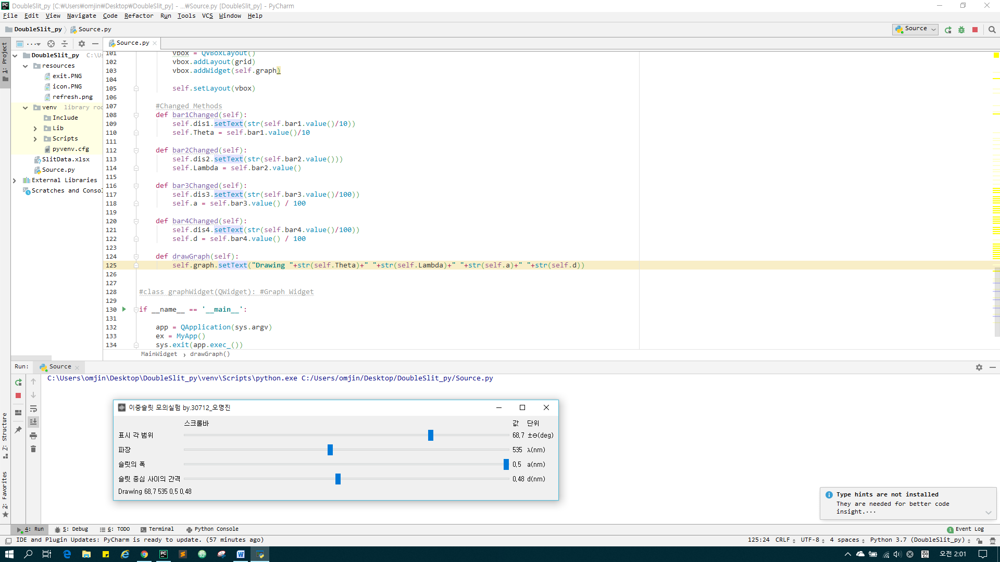 DoubleSlit_py [C:₩Users₩omjin₩Desktop₩DoubleSlit_py] - ...₩Source.py [DoubleSlit_py] - PyCharm
File Edit View Navigate Code Refactor Run Tools VCS Window Help
DoubleSlit_py Source.py
Source
1: Project
Source.py
DoubleSlit_py C:₩Us
resources
exit.PNG
icon.PNG
refresh.png
venv library roo
Include
Lib
Scripts
pyvenv.cfg
SlitData.xlsx
Source.py
External Libraries
Scratches and Consol
101 vbox = QVBoxLayout()
102 vbox.addLayout(grid)
103 vbox.addWidget(self.graph)
104
105 self.setLayout(vbox)
106
107 #Changed Methods
108 def bar1Changed(self):
109 self.dis1.setText(str(self.bar1.value()/10))
110 self.Theta = self.bar1.value()/10
111
112 def bar2Changed(self):
113 self.dis2.setText(str(self.bar2.value()))
114 self.Lambda = self.bar2.value()
115
116 def bar3Changed(self):
117 self.dis3.setText(str(self.bar3.value()/100))
118 self.a = self.bar3.value() / 100
119
120 def bar4Changed(self):
121 self.dis4.setText(str(self.bar4.value()/100))
122 self.d = self.bar4.value() / 100
123
124 def drawGraph(self):
125 self.graph.setText("Drawing "+str(self.Theta)+" "+str(self.Lambda)+" "+str(self.a)+" "+str(self.d))
126
127
128 #class graphWidget(QWidget): #Graph Widget
129
130 if __name__ == '__main__':
131
132 app = QApplication(sys.argv)
133 ex = MyApp()
134 sys.exit(app.exec_())
MainWidget › drawGraph()
Run: Source
C:\Users\omjin\Desktop\DoubleSlit_py\venv\Scripts\python.exe C:/Users/omjin/Desktop/DoubleSlit_py/Source.py
이중슬릿 모의실험 by.30712_오명진
스크롤바 값 단위
표시 각 범위 68.7 ±Θ(deg)
파장 535 λ(nm)
슬릿의 폭 0.5 a(nm)
슬릿 중심 사이의 간격 0.48 d(nm)
Drawing 68.7 535 0.5 0.48
7: Structure
2: Favorites
Type hints are not installed
They are needed for better code
insight....
4: Run 5: Debug 6: TODO Terminal Python Console 1 Event Log
IDE and Plugin Updates: PyCharm is ready to update. (57 minutes ago) 125:24 CRLF UTF-8 4 spaces Python 3.7 (DoubleSlit_py)
한 오전 2:01